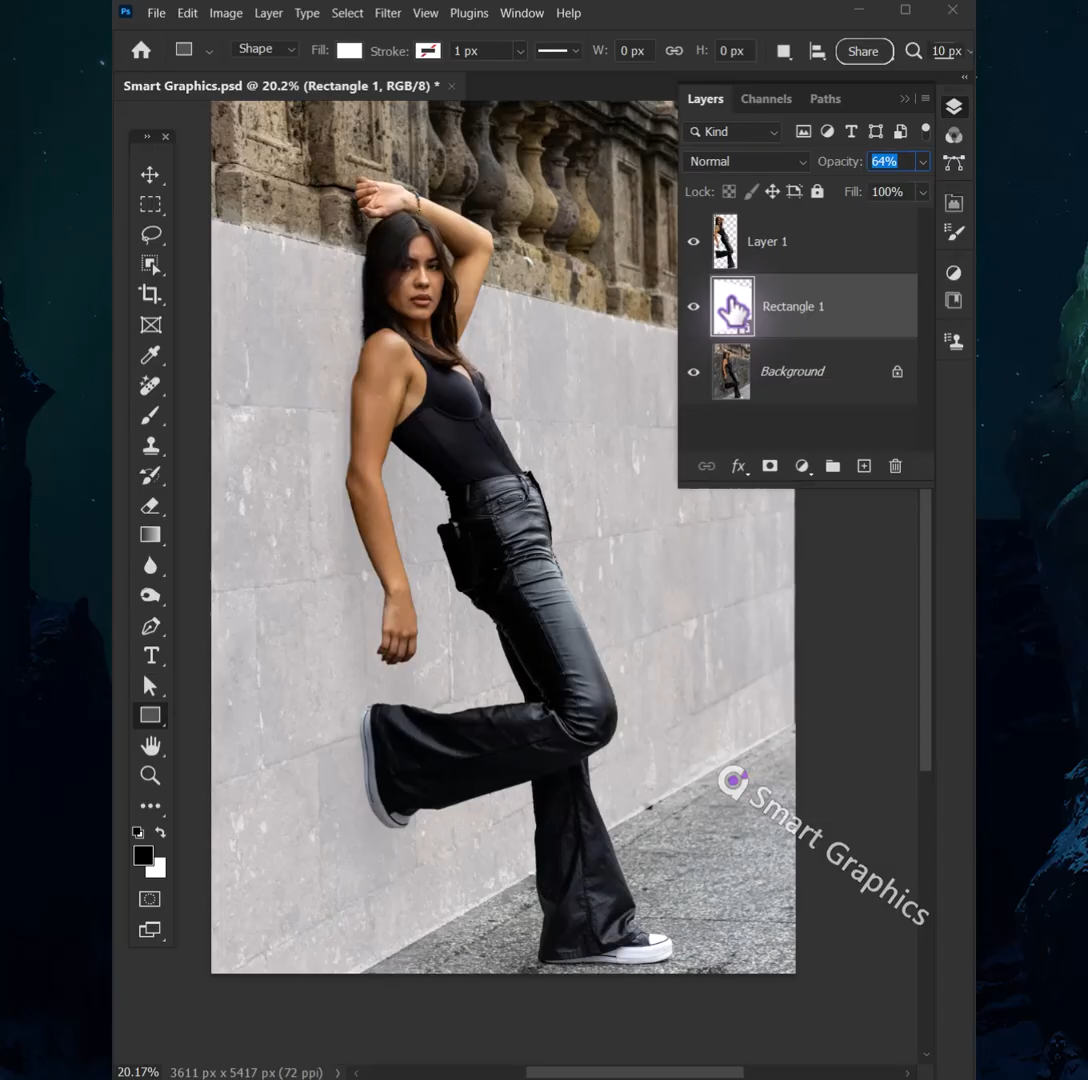 Ps File Edit Image Layer Type Select Filter View Plugins Window Help
Shape Fill: Stroke: 1 px W: 0 px H: 0 px Share 10 px
Smart Graphics.psd @ 20.2% (Rectangle 1, RGB/8) *
Layers Channels Paths
Kind
Normal Opacity: 64%
Lock: Fill: 100%
Layer 1
Rectangle 1
Background
fx
Smart Graphics
20.17% 3611 px x 5417 px (72 ppi)